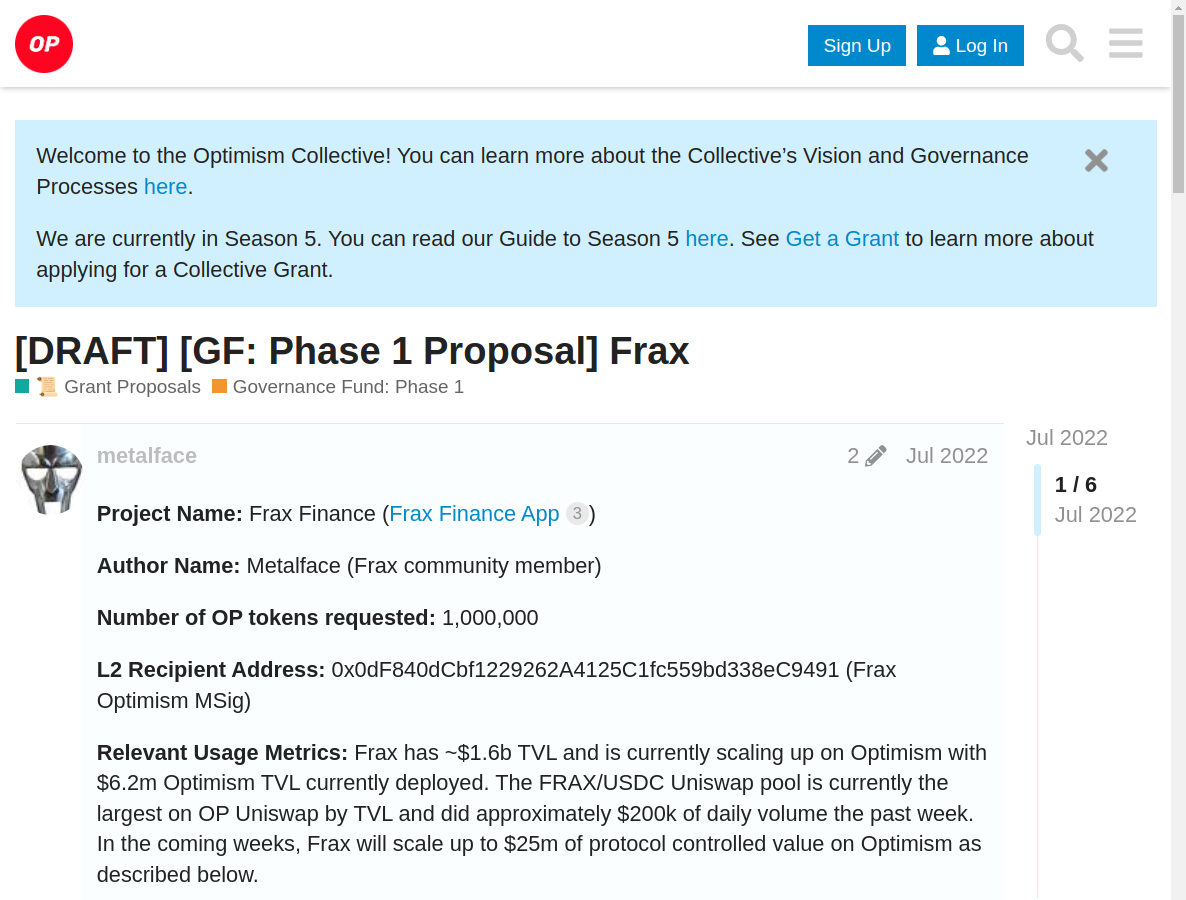 OP
Sign Up
Log In
Welcome to the Optimism Collective! You can learn more about the Collective’s Vision and Governance
Processes here.
We are currently in Season 5. You can read our Guide to Season 5 here. See Get a Grant to learn more about
applying for a Collective Grant.
[DRAFT] [GF: Phase 1 Proposal] Frax
Grant Proposals Governance Fund: Phase 1
metalface 2 Jul 2022
Project Name: Frax Finance (Frax Finance App 3)
Author Name: Metalface (Frax community member)
Number of OP tokens requested: 1,000,000
L2 Recipient Address: 0x0dF840dCbf1229262A4125C1fc559bd338eC9491 (Frax
Optimism MSig)
Relevant Usage Metrics: Frax has ~$1.6b TVL and is currently scaling up on Optimism with
$6.2m Optimism TVL currently deployed. The FRAX/USDC Uniswap pool is currently the
largest on OP Uniswap by TVL and did approximately $200k of daily volume the past week.
In the coming weeks, Frax will scale up to $25m of protocol controlled value on Optimism as
described below.
Jul 2022
1 / 6
Jul 2022